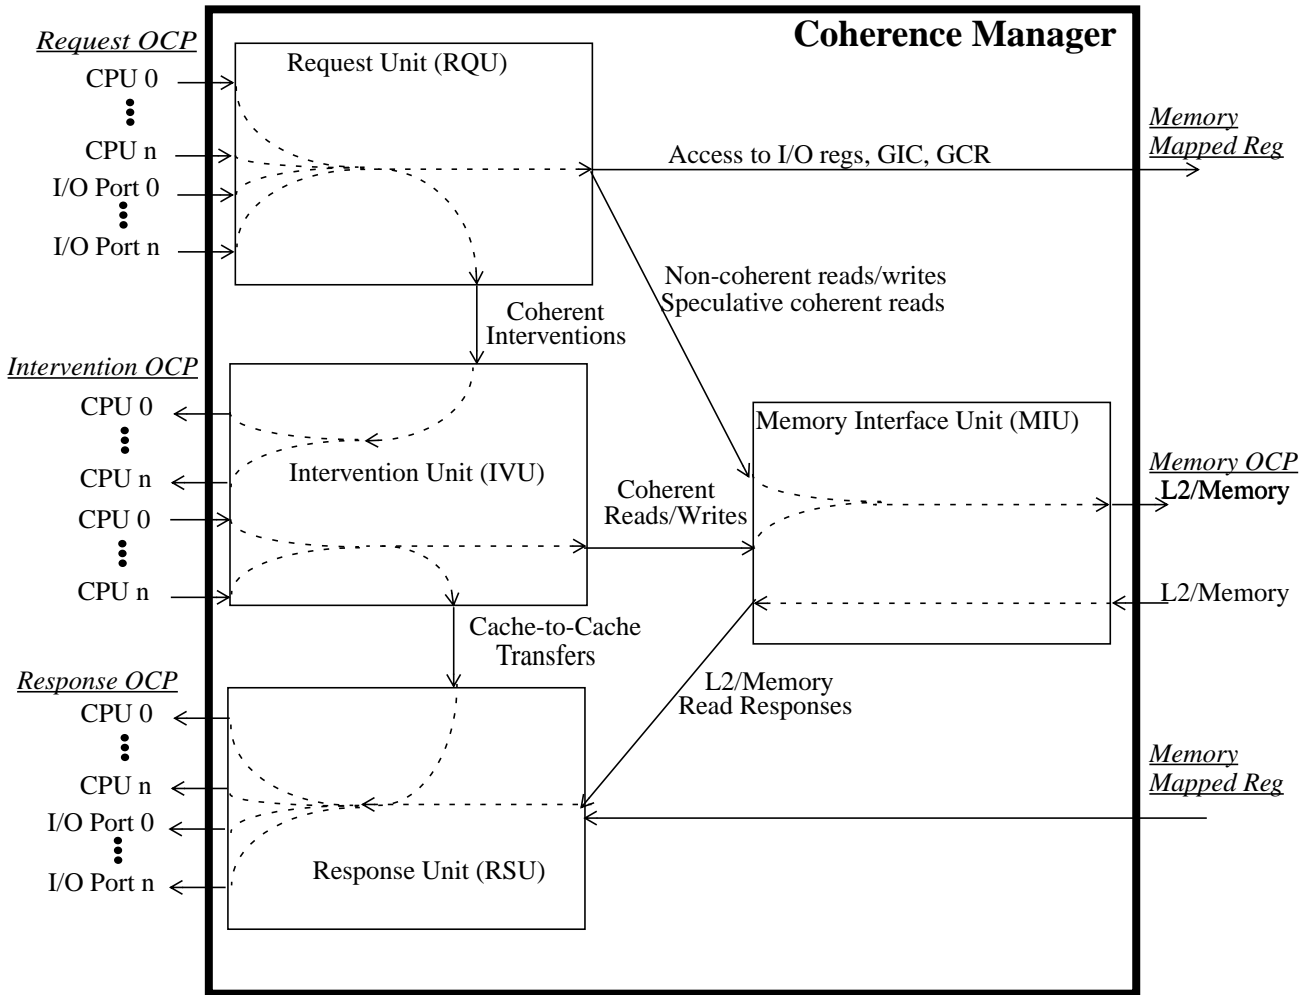 Coherence Manager
Request OCP
CPU 0
CPU n
I/O Port 0
I/O Port n
Request Unit (RQU)
Access to I/O regs, GIC, GCR
Memory
Mapped Reg
Non-coherent reads/writes
Speculative coherent reads
Coherent
Interventions
Intervention OCP
CPU 0
CPU n
CPU 0
CPU n
Intervention Unit (IVU)
Coherent
Reads/Writes
Memory Interface Unit (MIU)
Memory OCP
L2/Memory
L2/Memory
Cache-to-Cache
Transfers
L2/Memory
Read Responses
Response OCP
CPU 0
CPU n
I/O Port 0
I/O Port n
Response Unit (RSU)
Memory
Mapped Reg